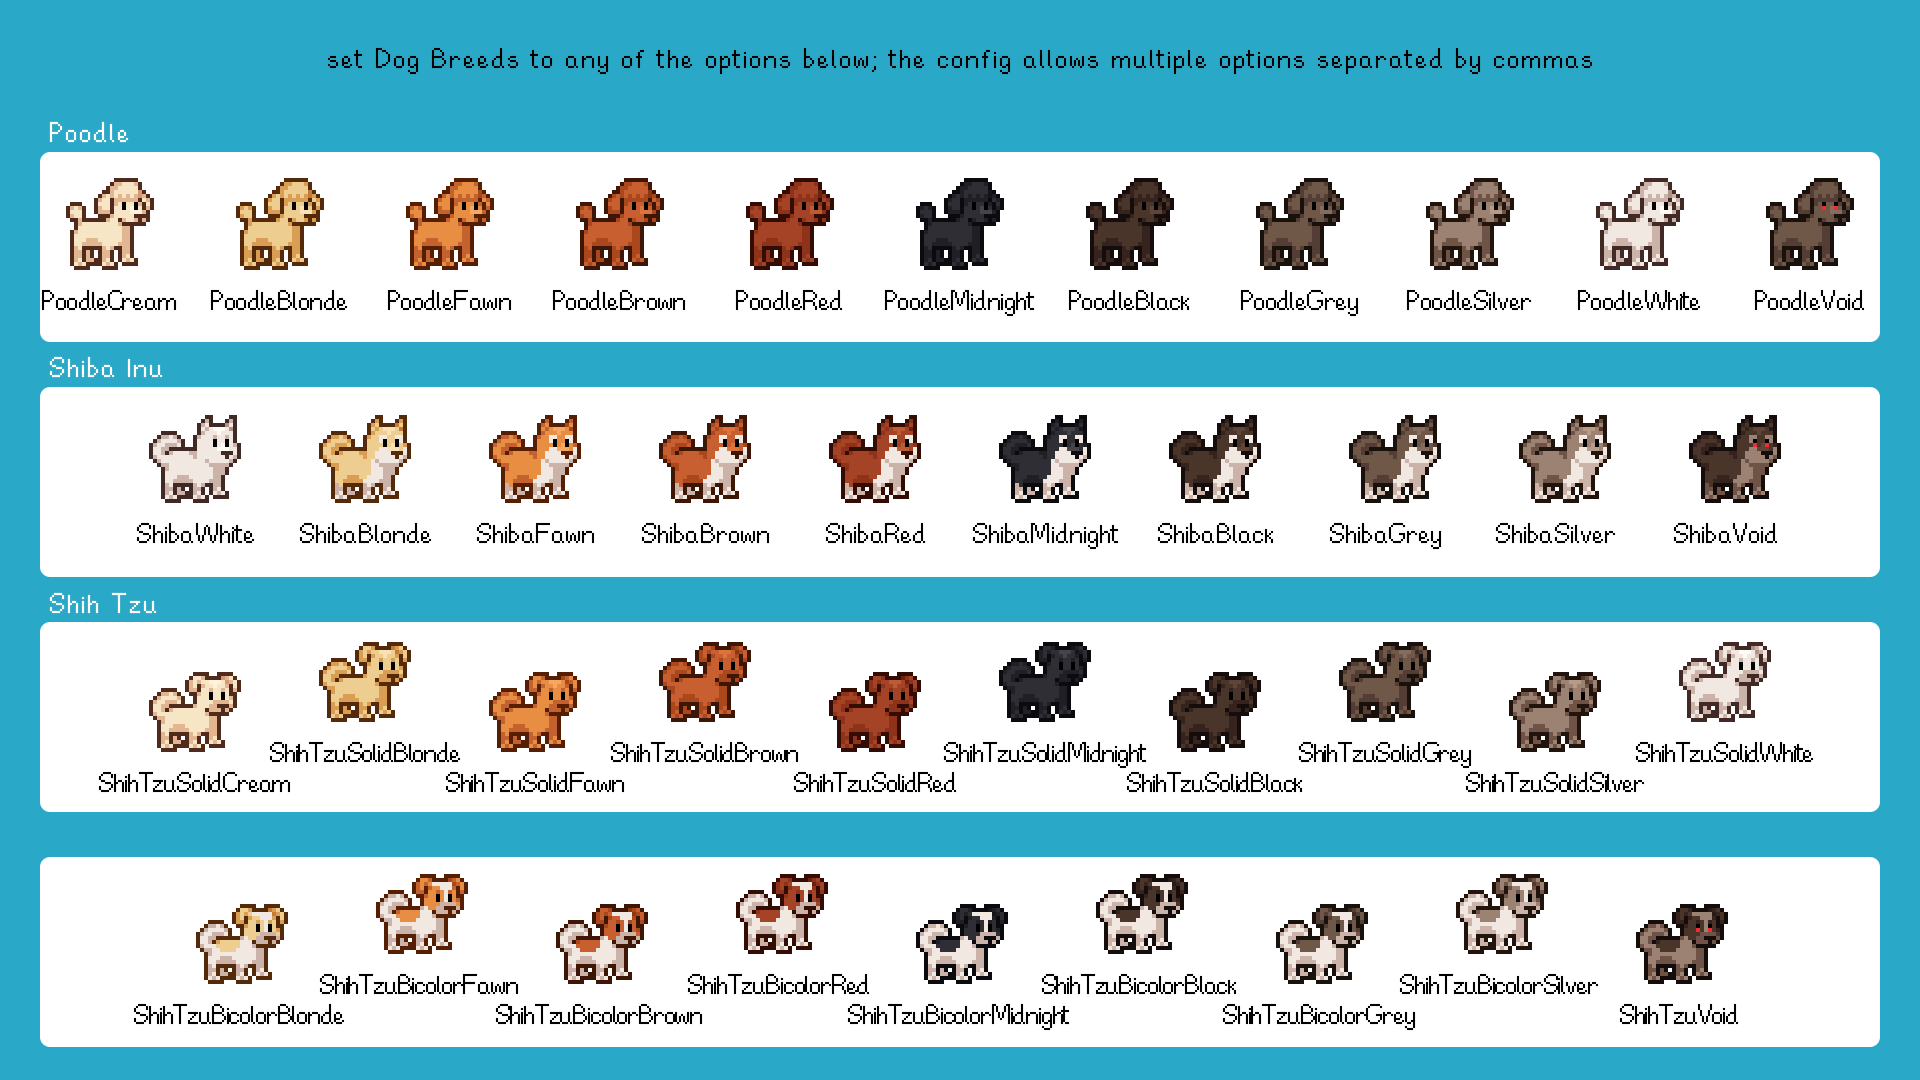 set Dog Breeds to any of the options below; the config allows multiple options separated by commas
Poodle
PoodleCream PoodleBlonde PoodleFawn PoodleBrown PoodleRed PoodleMidnight PoodleBlack PoodleGrey PoodleSilver PoodleWhite PoodleVoid
Shiba Inu
ShibaWhite ShibaBlonde ShibaFawn ShibaBrown ShibaRed ShibaMidnight ShibaBlack ShibaGrey ShibaSilver ShibaVoid
Shih Tzu
ShihTzuSolidBlonde ShihTzuSolidBrown ShihTzuSolidMidnight ShihTzuSolidGrey ShihTzuSolidWhite
ShihTzuSolidCream ShihTzuSolidFawn ShihTzuSolidRed ShihTzuSolidBlack ShihTzuSolidSilver
ShihTzuBicolorFawn ShihTzuBicolorRed ShihTzuBicolorBlack ShihTzuBicolorSilver
ShihTzuBicolorBlonde ShihTzuBicolorBrown ShihTzuBicolorMidnight ShihTzuBicolorGrey ShihTzuVoid